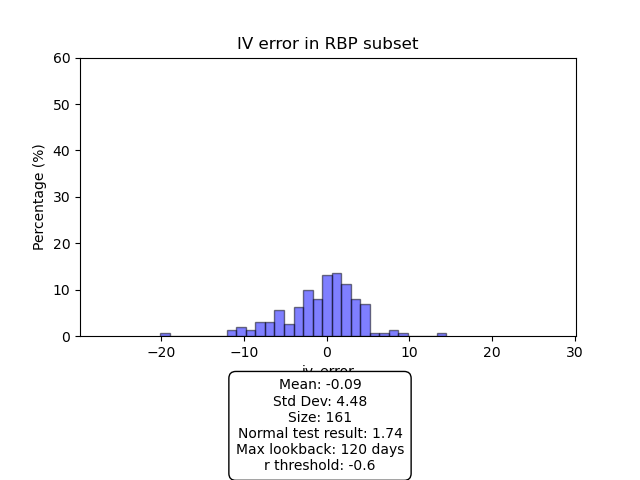 IV error in RBP subset
Percentage (%)
60
50
40
30
20
10
0
−20
−10
0
10
20
30
iv_error
Mean: -0.09
Std Dev: 4.48
Size: 161
Normal test result: 1.74
Max lookback: 120 days
r threshold: -0.6